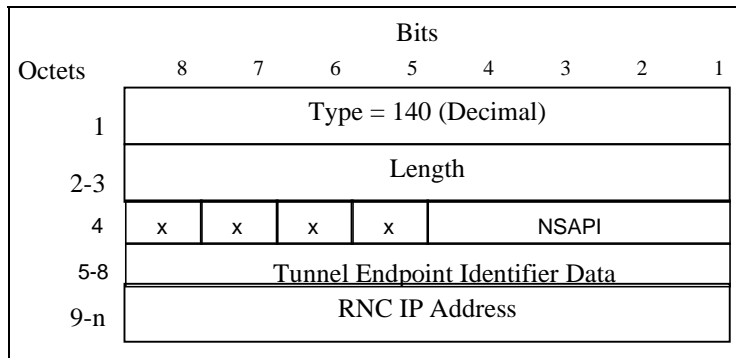 Bits
Octets 8 7 6 5 4 3 2 1
1 Type = 140 (Decimal)
2-3 Length
4 x x x x NSAPI
5-8 Tunnel Endpoint Identifier Data
9-n RNC IP Address